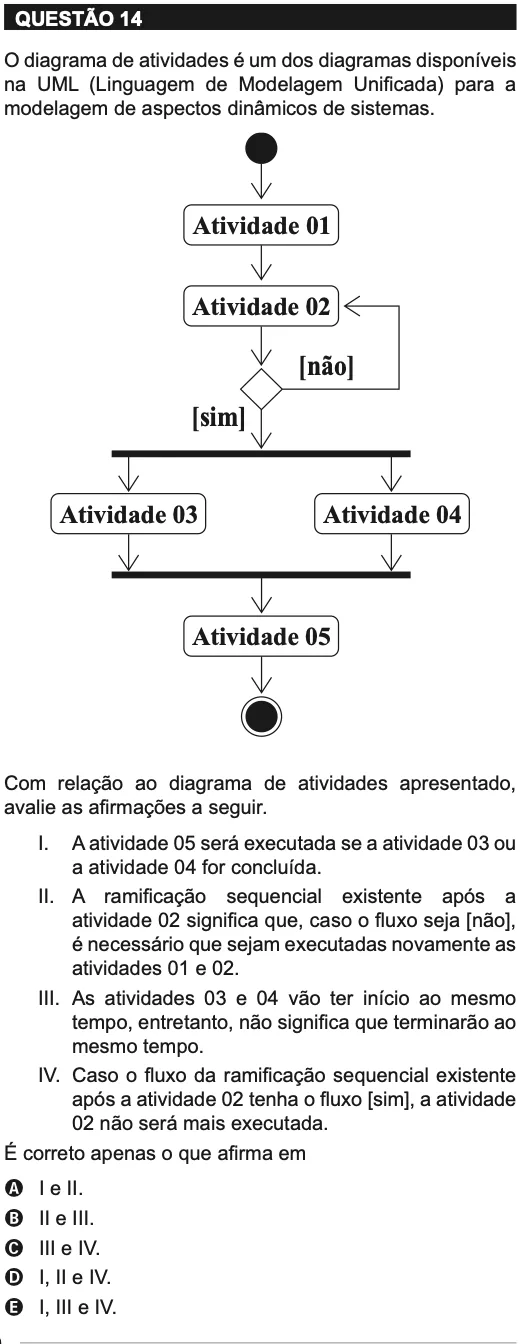 QUESTÃO 14
O diagrama de atividades é um dos diagramas disponíveis
na UML (Linguagem de Modelagem Unificada) para a
modelagem de aspectos dinâmicos de sistemas.
Atividade 01
Atividade 02
[não]
[sim]
Atividade 03
Atividade 04
Atividade 05
Com relação ao diagrama de atividades apresentado,
avalie as afirmações a seguir.
I. A atividade 05 será executada se a atividade 03 ou
a atividade 04 for concluída.
II. A ramificação sequencial existente após a
atividade 02 significa que, caso o fluxo seja [não],
é necessário que sejam executadas novamente as
atividades 01 e 02.
III. As atividades 03 e 04 vão ter início ao mesmo
tempo, entretanto, não significa que terminarão ao
mesmo tempo.
IV. Caso o fluxo da ramificação sequencial existente
após a atividade 02 tenha o fluxo [sim], a atividade
02 não será mais executada.
É correto apenas o que afirma em
A I e II.
B II e III.
C III e IV.
D I, II e IV.
E I, III e IV.